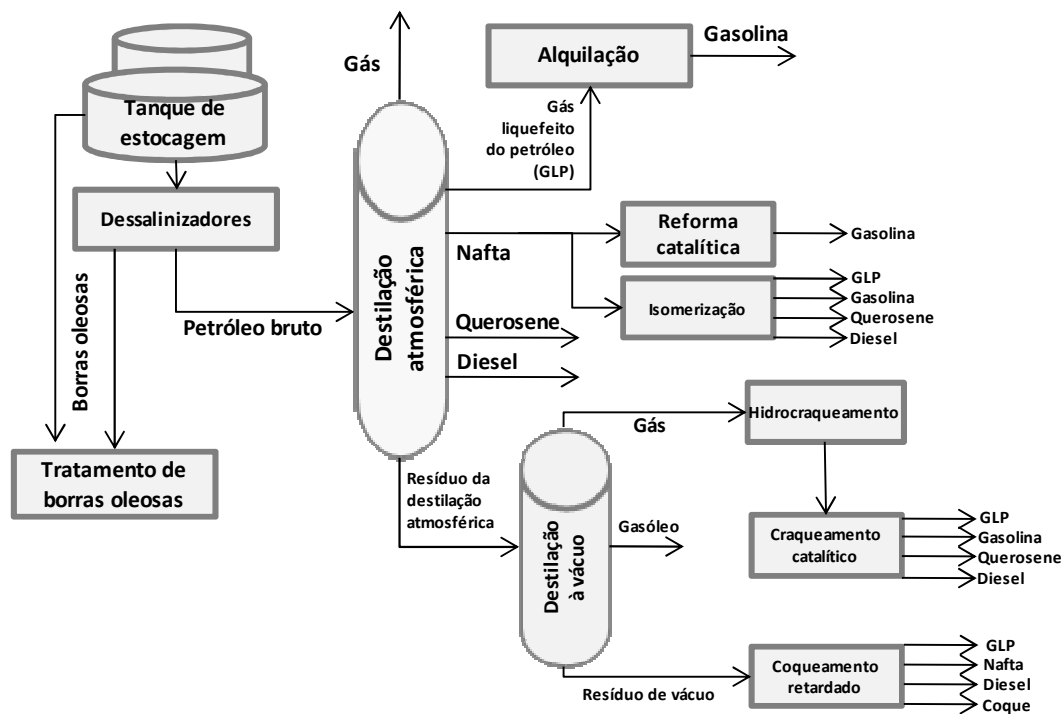 Gás
Alquilação
Gasolina
Tanque de
estocagem
Gás
liquefeito
do petróleo
(GLP)
Dessalinizadores
Borras oleosas
Petróleo bruto
Destilação
atmosférica
Nafta
Reforma
catalítica
Gasolina
Isomerização
GLP
Gasolina
Querosene
Diesel
Querosene
Diesel
Tratamento de
borras oleosas
Resíduo da
destilação
atmosférica
Destilação
à vácuo
Gás
Hidrocraqueamento
Gasóleo
Craqueamento
catalítico
GLP
Gasolina
Querosene
Diesel
Resíduo de vácuo
Coqueamento
retardado
GLP
Nafta
Diesel
Coque